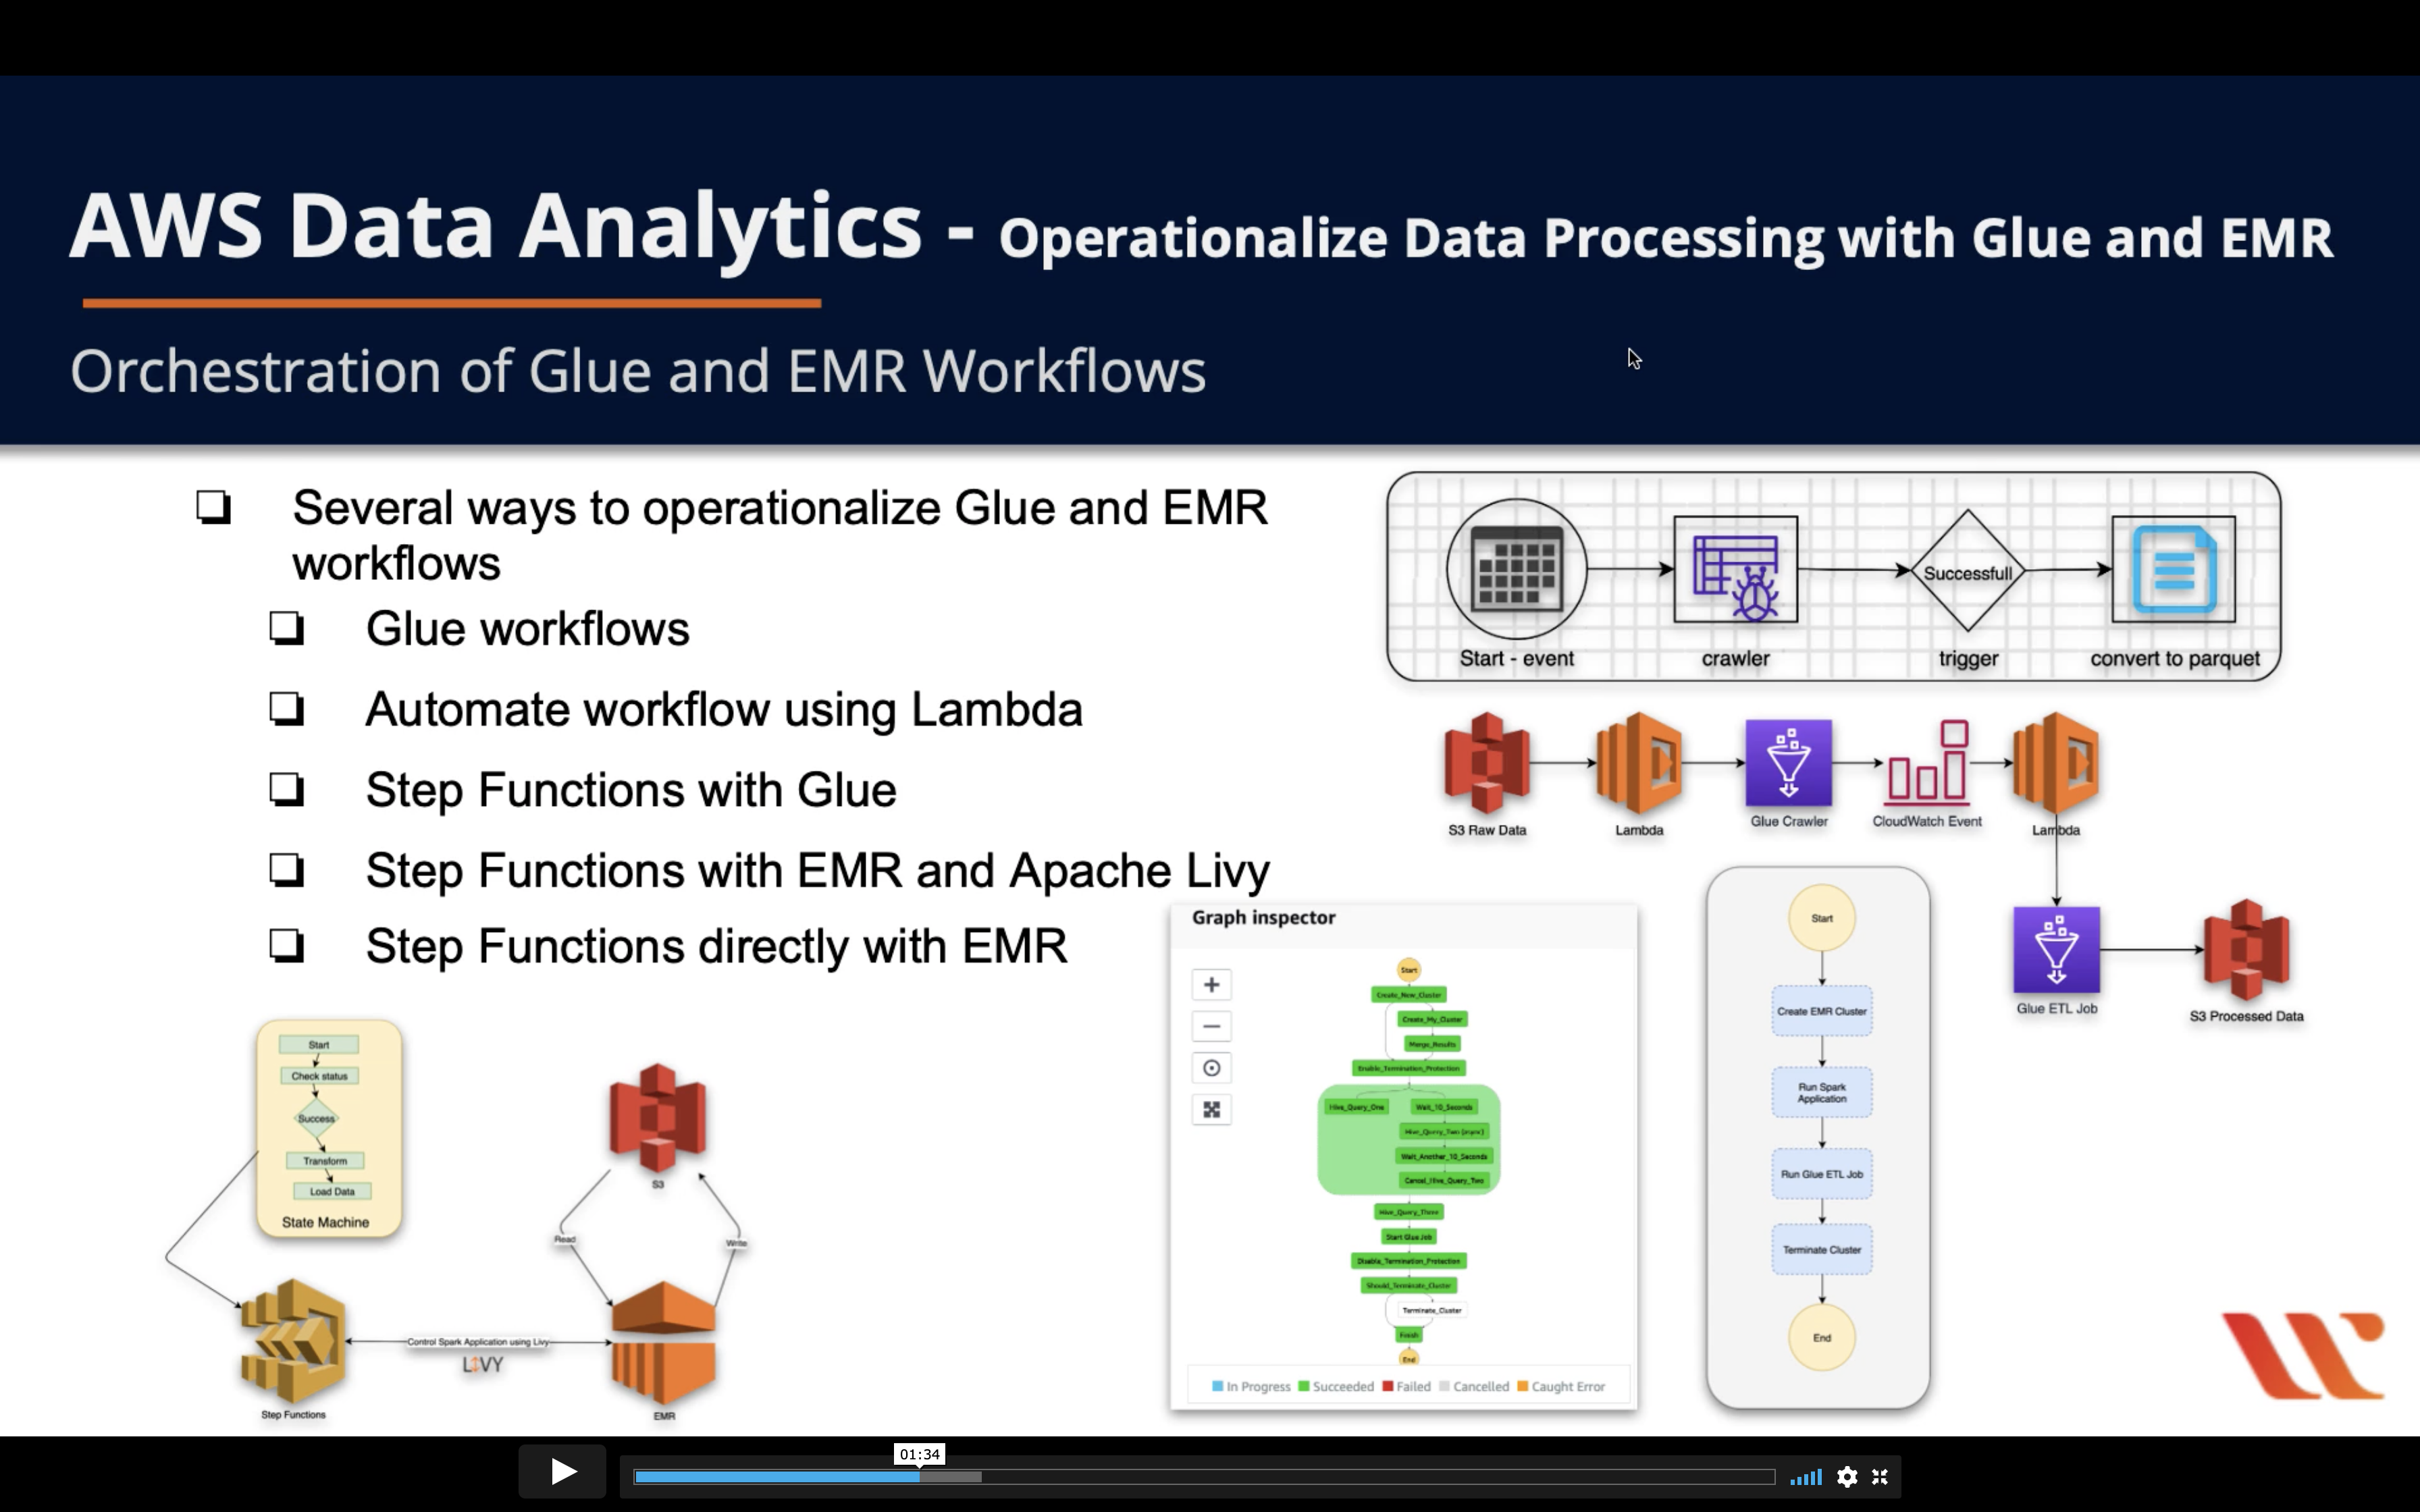 AWS Data Analytics - Operationalize Data Processing with Glue and EMR
Orchestration of Glue and EMR Workflows
Several ways to operationalize Glue and EMR
workflows
Glue workflows
Automate workflow using Lambda
Step Functions with Glue
Step Functions with EMR and Apache Livy
Step Functions directly with EMR
Successfull
Start - event
crawler
trigger
convert to parquet
S3 Raw Data
Lambda
Glue Crawler
CloudWatch Event
Lambda
Glue ETL Job
S3 Processed Data
Start
Check status
Success
Transform
Load Data
State Machine
S3
Read
Write
Control Spark Application using Livy
LIVY
Step Functions
EMR
Graph inspector
Start
Create_New_Cluster
Create_My_Cluster
Merge_Results
Enable_Termination_Protection
Hive_Query_One
Wait_10_Seconds
Hive_Query_Two (async)
Wait_Another_10_Seconds
Cancel_Hive_Query_Two
Hive_Query_Three
Start Glue Job
Disable_Termination_Protection
Should_Terminate_Cluster
Terminate_Cluster
Finish
End
In Progress
Succeeded
Failed
Cancelled
Caught Error
Start
Create EMR Cluster
Run Spark
Application
Run Glue ETL Job
Terminate Cluster
End
01:34